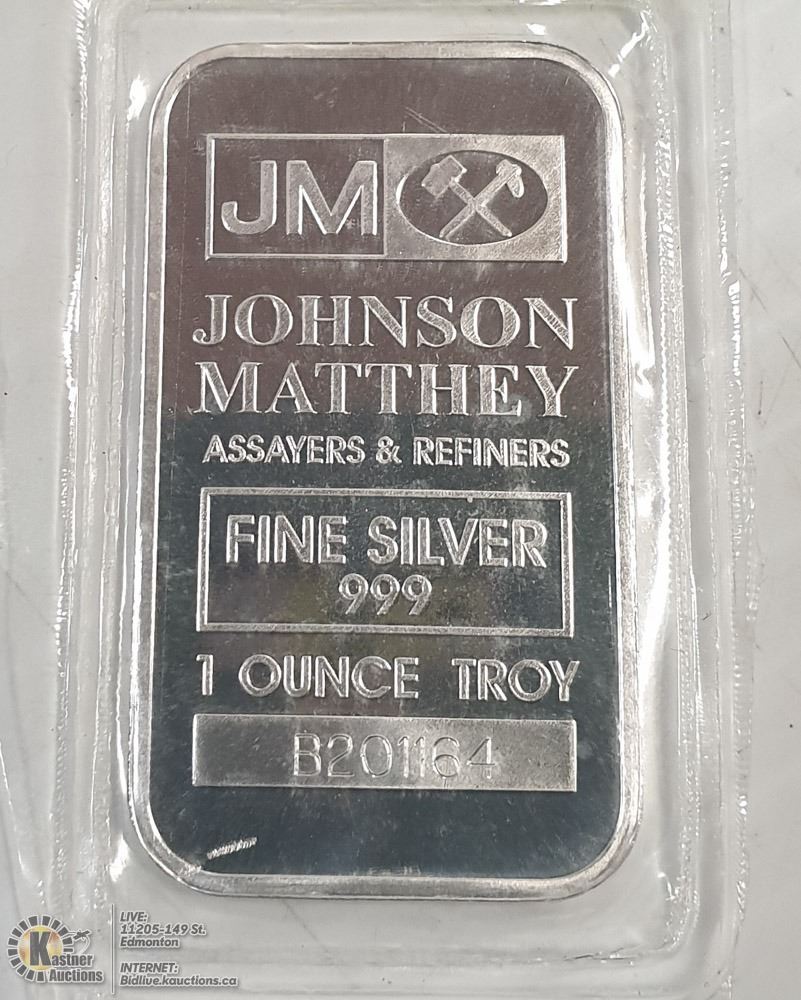 JM
JOHNSON
MATTHEY
ASSAYERS & REFINERS
FINE SILVER
999
1 OUNCE TROY
B201164
Kastner
Auctions
LIVE:
11205-149 St.
Edmonton
INTERNET:
Bidlive.kauctions.ca